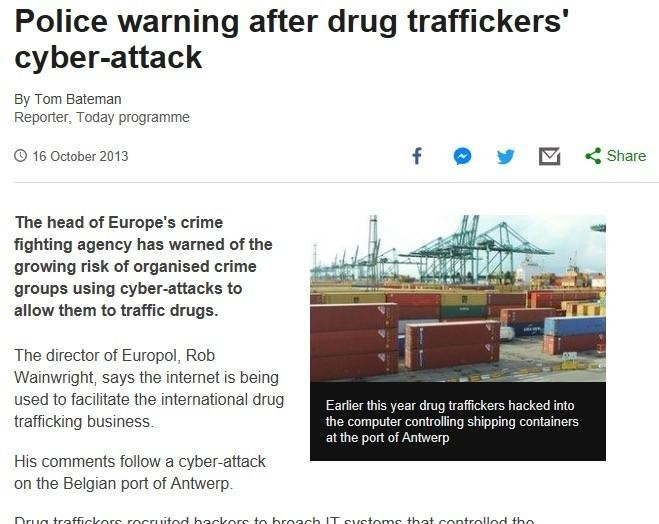 Police warning after drug traffickers'
cyber-attack
By Tom Bateman
Reporter, Today programme
16 October 2013
Share
The head of Europe's crime
fighting agency has warned of the
growing risk of organised crime
groups using cyber-attacks to
allow them to traffic drugs.
The director of Europol, Rob
Wainwright, says the internet is being
used to facilitate the international drug
trafficking business.
His comments follow a cyber-attack
on the Belgian port of Antwerp.
Earlier this year drug traffickers hacked into
the computer controlling shipping containers
at the port of Antwerp
Drug traffickers recruited hackers to breach IT systems that controlled the